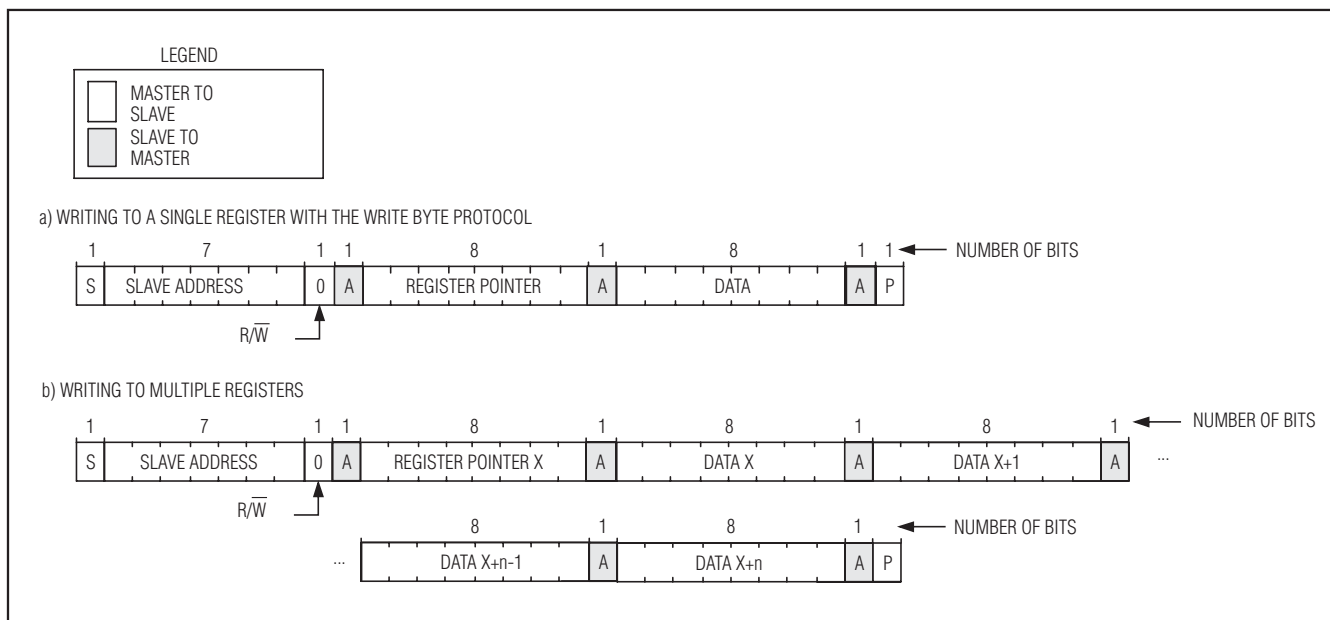 LEGEND
MASTER TO
SLAVE
SLAVE TO
MASTER
a) WRITING TO A SINGLE REGISTER WITH THE WRITE BYTE PROTOCOL
1 7 1 1 8 1 8 1 1 NUMBER OF BITS
S SLAVE ADDRESS 0 A REGISTER POINTER A DATA A P
R/W̅
b) WRITING TO MULTIPLE REGISTERS
1 7 1 1 8 1 8 1 8 1 NUMBER OF BITS
S SLAVE ADDRESS 0 A REGISTER POINTER X A DATA X A DATA X+1 A ...
R/W̅
8 1 8 1 NUMBER OF BITS
... DATA X+n-1 A DATA X+n A P